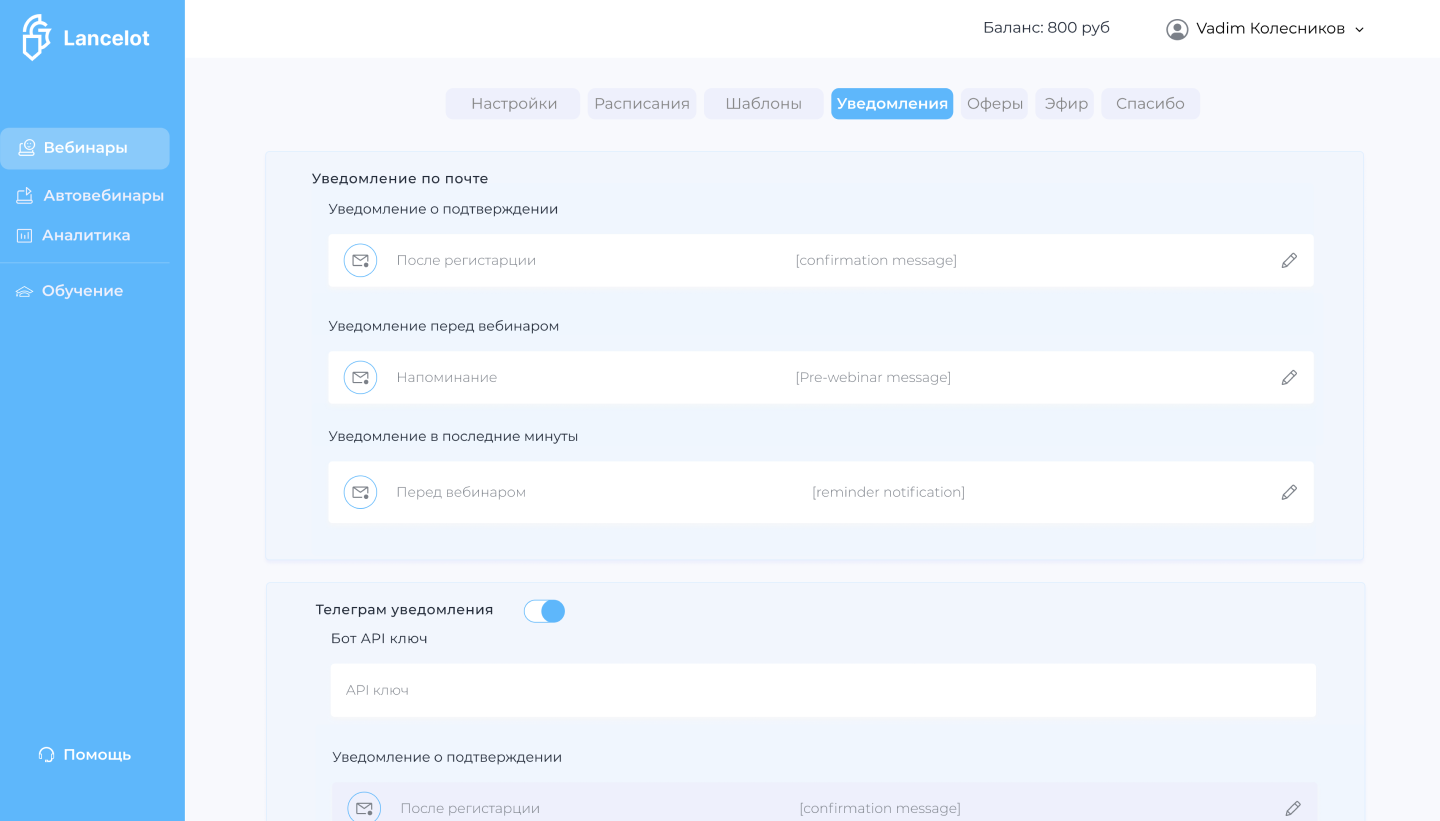 Lancelot
Баланс: 800 руб
Vadim Колесников
Вебинары
Автовебинары
Аналитика
Обучение
Помощь
Настройки Расписания Шаблоны Уведомления Оферы Эфир Спасибо
Уведомление по почте
Уведомление о подтверждении
После регистарции [confirmation message]
Уведомление перед вебинаром
Напоминание [Pre-webinar message]
Уведомление в последние минуты
Перед вебинаром [reminder notification]
Телеграм уведомления
Бот API ключ
API ключ
Уведомление о подтверждении
После регистарции [confirmation message]